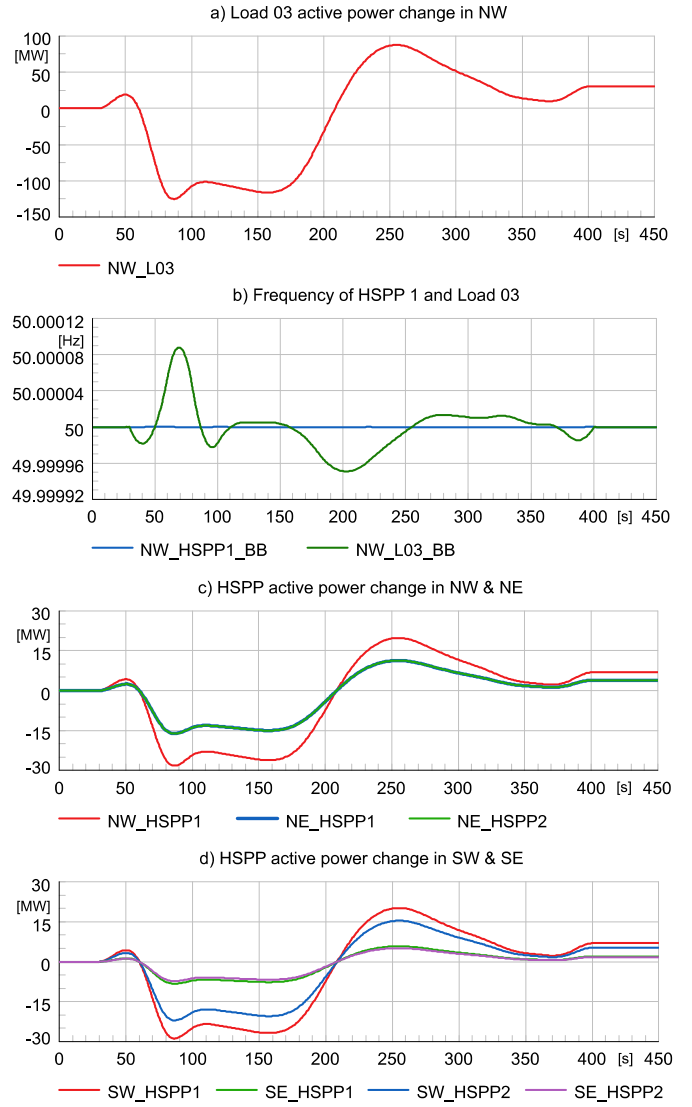 a) Load 03 active power change in NW
100
[MW]
50
0
-50
-100
-150
0 50 100 150 200 250 300 350 400 [s] 450
NW_L03
b) Frequency of HSPP 1 and Load 03
50.00012
[Hz]
50.00008
50.00004
50
49.99996
49.99992
0 50 100 150 200 250 300 350 400 [s] 450
NW_HSPP1_BB NW_L03_BB
c) HSPP active power change in NW & NE
30
[MW]
15
0
-15
-30
0 50 100 150 200 250 300 350 400 [s] 450
NW_HSPP1 NE_HSPP1 NE_HSPP2
d) HSPP active power change in SW & SE
30
[MW]
15
0
-15
-30
0 50 100 150 200 250 300 350 400 [s] 450
SW_HSPP1 SE_HSPP1 SW_HSPP2 SE_HSPP2